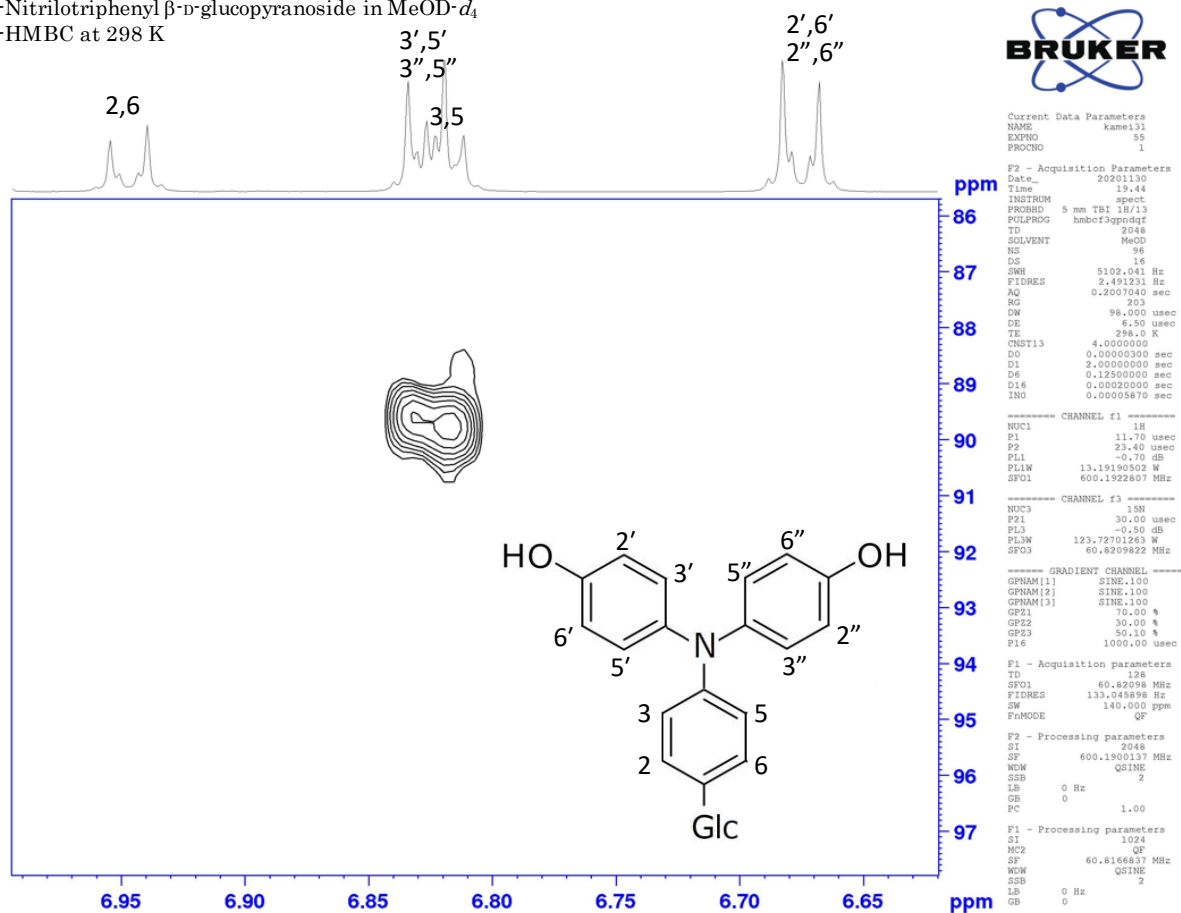 -Nitrilotriphenyl β-D-glucopyranoside in MeOD-d4
-HMBC at 298 K
2,6
3′,5′
3″,5″
3,5
2′,6′
2″,6″
ppm
86
87
88
89
90
91
92
93
94
95
96
97
HO
2′
3′
6′
5′
N
6″
OH
5″
2″
3″
3
5
2
6
Glc
6.95
6.90
6.85
6.80
6.75
6.70
6.65
ppm
BRUKER
Current Data Parameters
NAME kamei31
EXPNO 55
PROCNO 1
F2 - Acquisition Parameters
Date_ 20201130
Time 19.44
INSTRUM spect
PROBHD 5 mm TBI 1H/13
PULPROG hmbcf3gpndqf
TD 2048
SOLVENT MeOD
NS 96
DS 16
SWH 5102.041 Hz
FIDRES 2.491231 Hz
AQ 0.2007040 sec
RG 203
DW 98.000 usec
DE 6.50 usec
TE 298.0 K
CNST13 4.0000000
D0 0.00000300 sec
D1 2.00000000 sec
D6 0.12500000 sec
D16 0.00020000 sec
IN0 0.00005870 sec
======== CHANNEL f1 ========
NUC1 1H
P1 11.70 usec
P2 23.40 usec
PL1 -0.70 dB
PL1W 13.19190502 W
SFO1 600.1922807 MHz
======== CHANNEL f3 ========
NUC3 15N
P21 30.00 usec
PL3 -0.50 dB
PL3W 123.72701263 W
SFO3 60.8209822 MHz
====== GRADIENT CHANNEL =====
GPNAM[1] SINE.100
GPNAM[2] SINE.100
GPNAM[3] SINE.100
GPZ1 70.00 %
GPZ2 30.00 %
GPZ3 50.10 %
P16 1000.00 usec
F1 - Acquisition parameters
TD 128
SFO1 60.82098 MHz
FIDRES 133.045898 Hz
SW 140.000 ppm
FnMODE QF
F2 - Processing parameters
SI 2048
SF 600.1900137 MHz
WDW QSINE
SSB 2
LB 0 Hz
GB 0
PC 1.00
F1 - Processing parameters
SI 1024
MC2 QF
SF 60.8166837 MHz
WDW QSINE
SSB 2
LB 0 Hz
GB 0